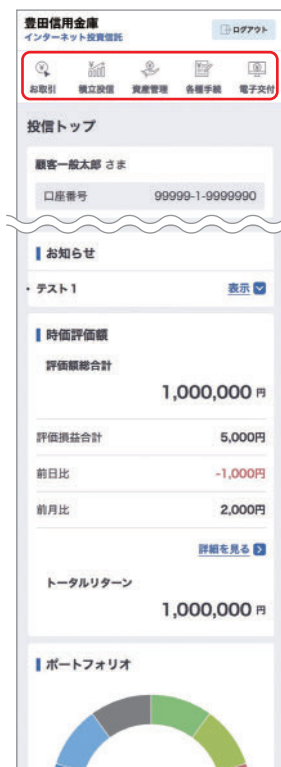 豊田信用金庫
インターネット投資信託
ログアウト
お取引 積立投信 資産管理 各種手続 電子交付
投信トップ
顧客一般太郎 さま
口座番号 99999-1-9999990
お知らせ
・テスト1 表示
時価評価額
評価額総合計
1,000,000 円
評価損益合計 5,000円
前日比 -1,000円
前月比 2,000円
詳細を見る
トータルリターン
1,000,000 円
ポートフォリオ